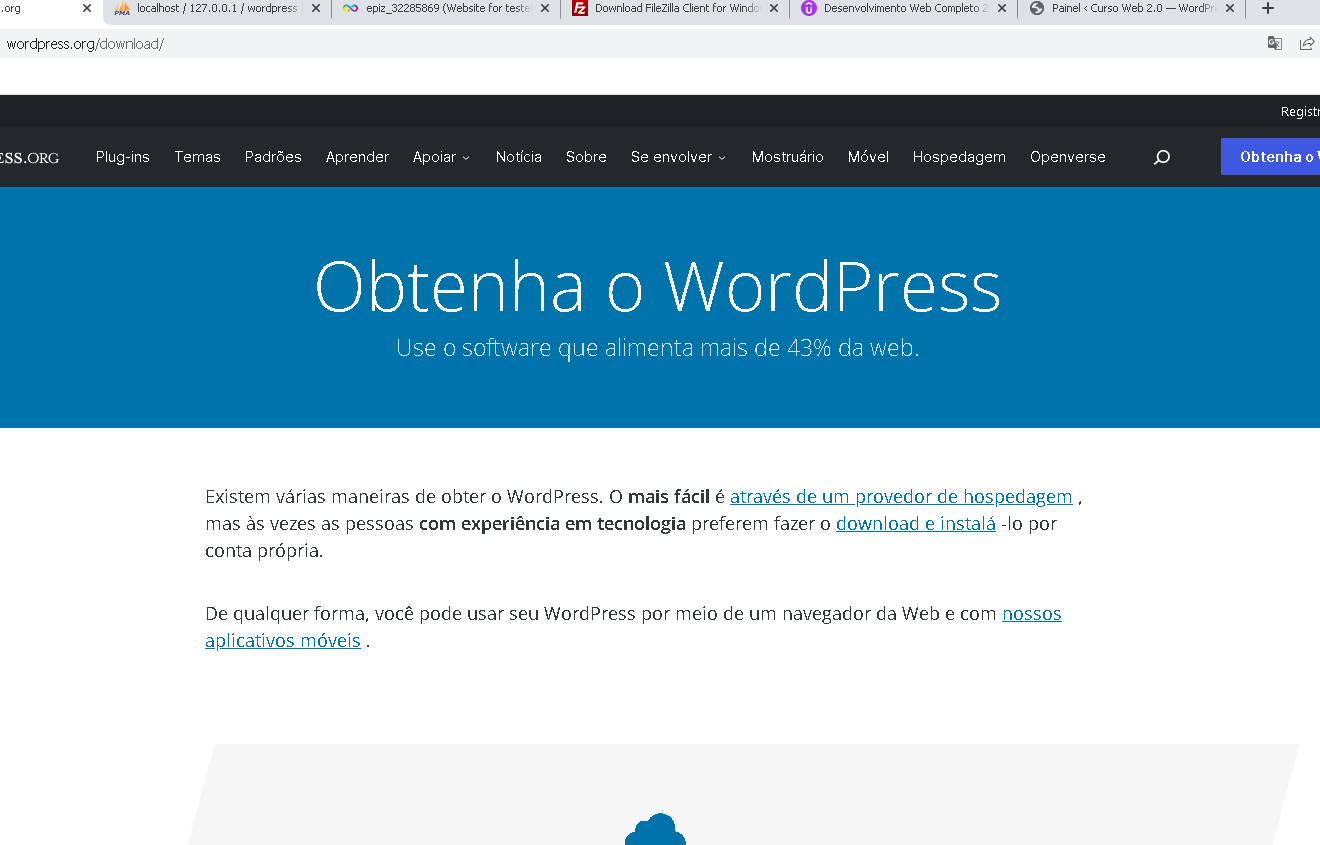 .org
localhost / 127.0.0.1 / wordpress
epiz_32285869 (Website for teste
Download FileZilla Client for Windo
Desenvolvimento Web Completo 2
Painel ‹ Curso Web 2.0 — WordPr
wordpress.org/download/
Registr
ESS.ORG
Plug-ins
Temas
Padrões
Aprender
Apoiar
Notícia
Sobre
Se envolver
Mostruário
Móvel
Hospedagem
Openverse
Obtenha o W
Obtenha o WordPress
Use o software que alimenta mais de 43% da web.
Existem várias maneiras de obter o WordPress. O mais fácil é através de um provedor de hospedagem ,
mas às vezes as pessoas com experiência em tecnologia preferem fazer o download e instalá -lo por
conta própria.
De qualquer forma, você pode usar seu WordPress por meio de um navegador da Web e com nossos
aplicativos móveis .